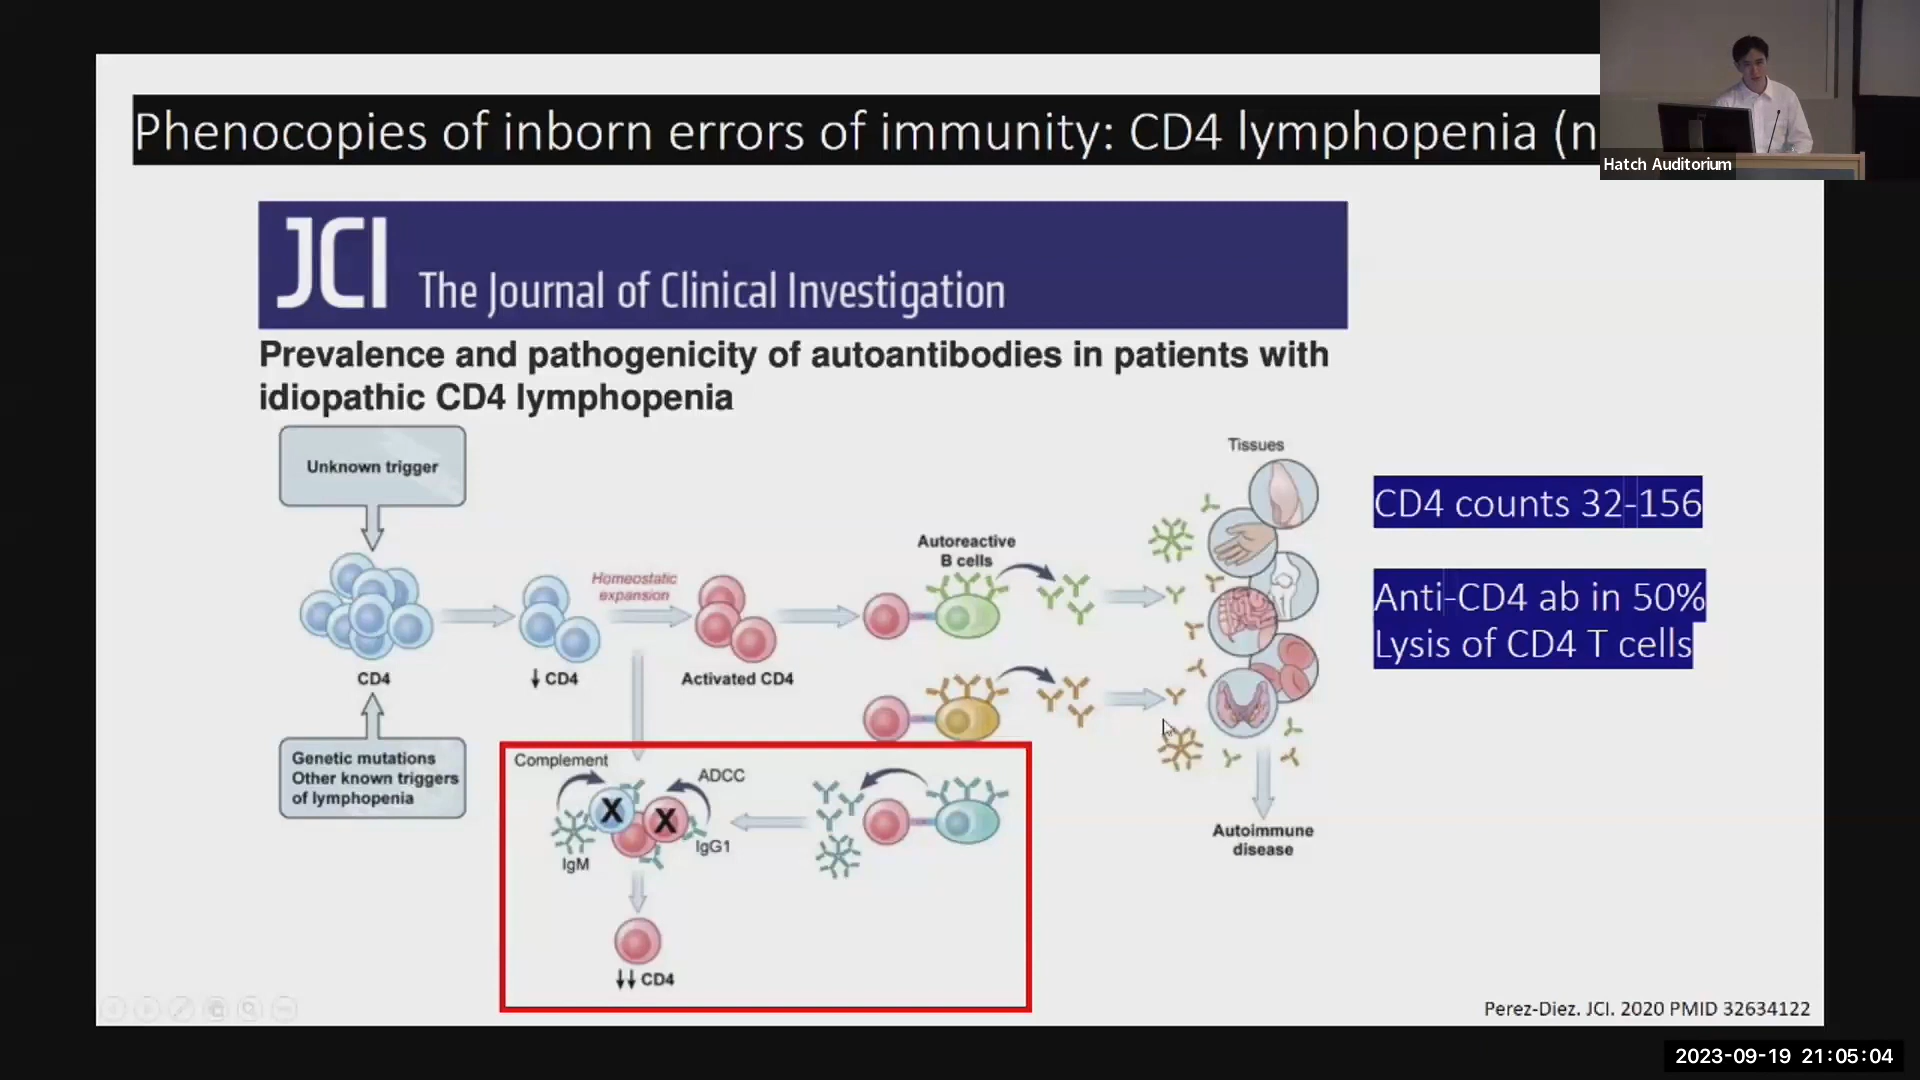 Phenocopies of inborn errors of immunity: CD4 lymphopenia (n
Hatch Auditorium
JCI The Journal of Clinical Investigation
Prevalence and pathogenicity of autoantibodies in patients with
idiopathic CD4 lymphopenia
Unknown trigger
CD4
Genetic mutations
Other known triggers
of lymphopenia
↓ CD4
Homeostatic
expansion
Activated CD4
Autoreactive
B cells
Tissues
Autoimmune
disease
Complement
ADCC
X
X
IgM
IgG1
↓↓ CD4
CD4 counts 32-156
Anti-CD4 ab in 50%
Lysis of CD4 T cells
Perez-Diez. JCI. 2020 PMID 32634122
2023-09-19 21:05:04